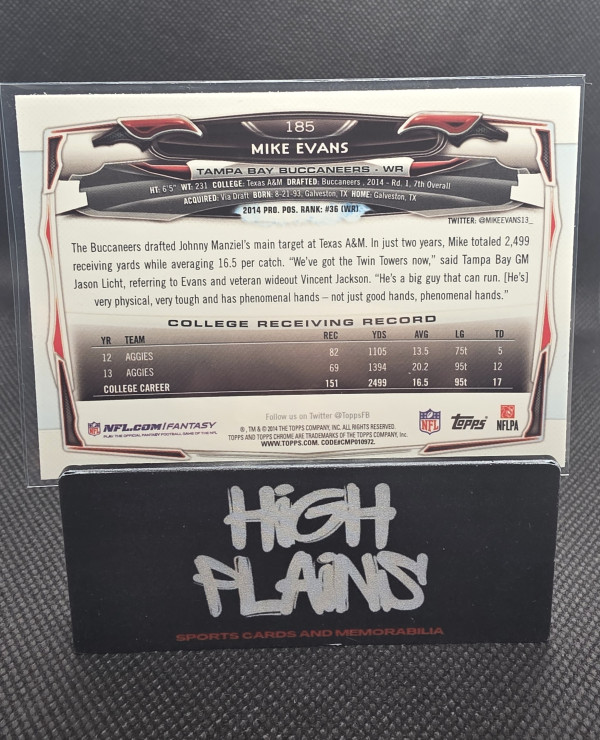 185
MIKE EVANS
TAMPA BAY BUCCANEERS - WR
HT: 6'5" WT: 231 COLLEGE: Texas A&M DRAFTED: Buccaneers, 2014 - Rd. 1, 7th Overall
ACQUIRED: Via Draft BORN: 8-21-93, Galveston, TX HOME: Galveston, TX
2014 PRO. POS. RANK: #36 (WR)
TWITTER: @MIKEEVANS13_
The Buccaneers drafted Johnny Manziel's main target at Texas A&M. In just two years, Mike totaled 2,499
receiving yards while averaging 16.5 per catch. "We've got the Twin Towers now," said Tampa Bay GM
Jason Licht, referring to Evans and veteran wideout Vincent Jackson. "He's a big guy that can run. [He's]
very physical, very tough and has phenomenal hands – not just good hands, phenomenal hands."
COLLEGE RECEIVING RECORD
YR TEAM REC YDS AVG LG TD
12 AGGIES 82 1105 13.5 75t 5
13 AGGIES 69 1394 20.2 95t 12
COLLEGE CAREER 151 2499 16.5 95t 17
Follow us on Twitter @ToppsFB
NFL.COM/FANTASY
PLAY THE OFFICIAL FANTASY FOOTBALL GAME OF THE NFL
®, TM & © 2014 THE TOPPS COMPANY, INC. ALL RIGHTS RESERVED.
TOPPS AND TOPPS CHROME ARE TRADEMARKS OF THE TOPPS COMPANY, Inc.
WWW.TOPPS.COM. CODE#CMP010972.
NFL
Topps
NFLPA
HiGH
PLAiNS
SPORTS CARDS AND MEMORABILIA